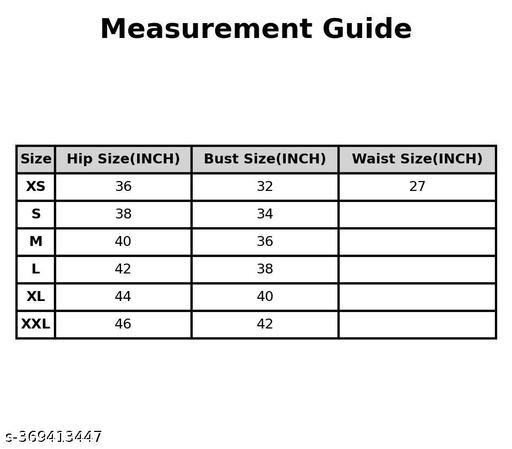 Measurement Guide
Size Hip Size(INCH) Bust Size(INCH) Waist Size(INCH)
XS 36 32 27
S 38 34
M 40 36
L 42 38
XL 44 40
XXL 46 42
s-369413447